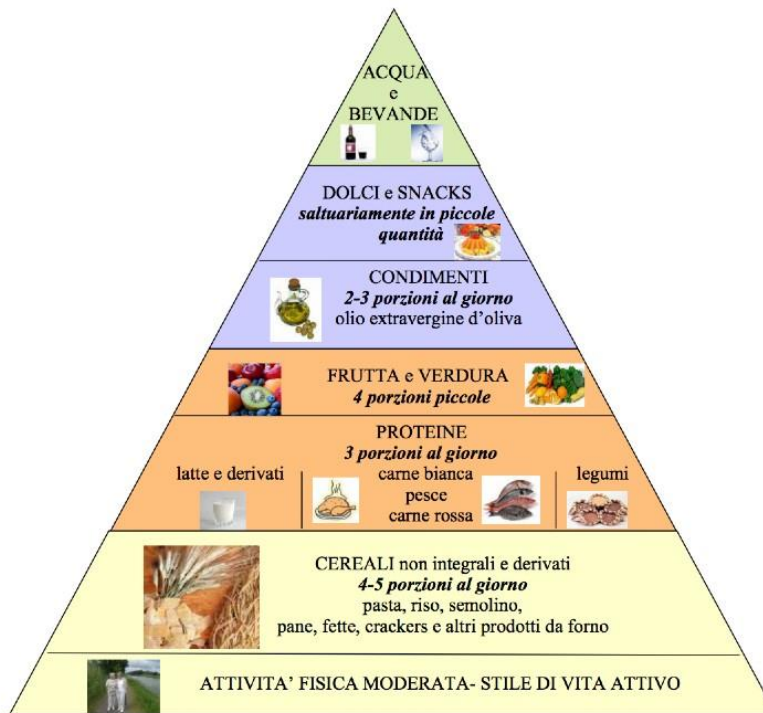 ACQUA
e
BEVANDE
DOLCI e SNACKS
saltuariamente in piccole
quantità
CONDIMENTI
2-3 porzioni al giorno
olio extravergine d'oliva
FRUTTA e VERDURA
4 porzioni piccole
PROTEINE
3 porzioni al giorno
latte e derivati
carne bianca
pesce
carne rossa
legumi
CEREALI non integrali e derivati
4-5 porzioni al giorno
pasta, riso, semolino,
pane, fette, crackers e altri prodotti da forno
ATTIVITA' FISICA MODERATA- STILE DI VITA ATTIVO